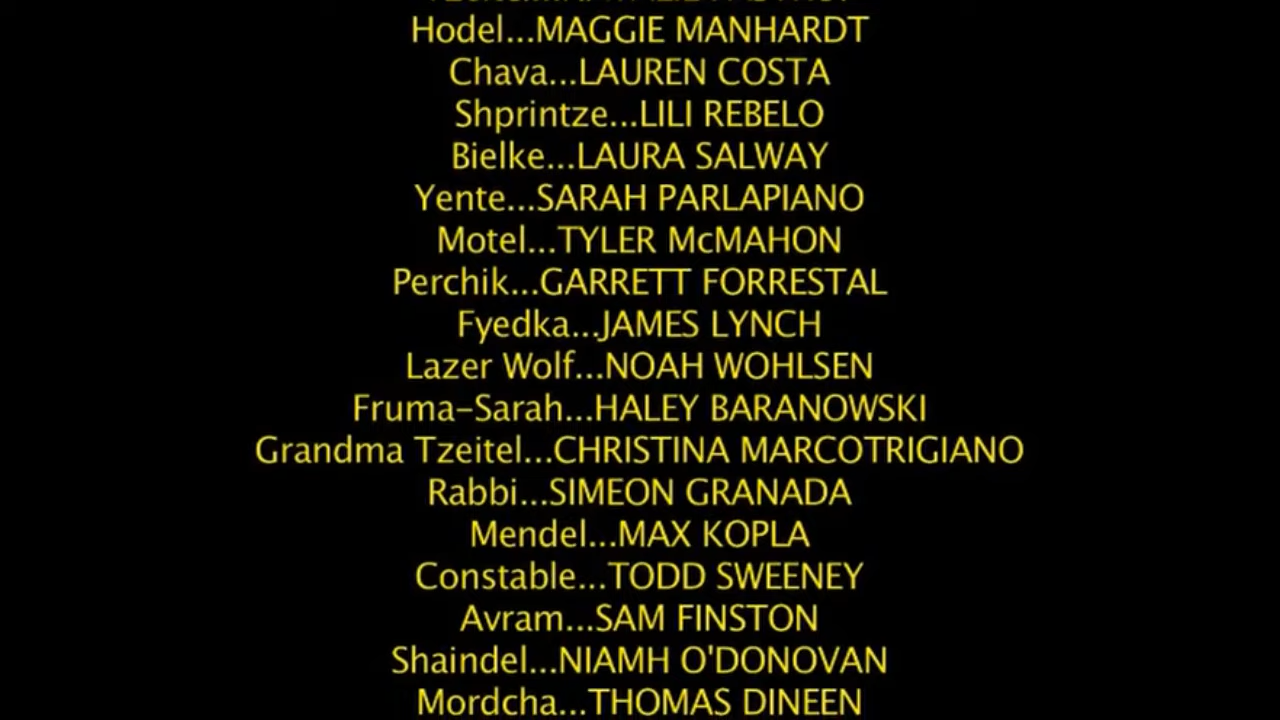 Hodel...MAGGIE MANHARDT
Chava...LAUREN COSTA
Shprintze...LILI REBELO
Bielke...LAURA SALWAY
Yente...SARAH PARLAPIANO
Motel...TYLER McMAHON
Perchik...GARRETT FORRESTAL
Fyedka...JAMES LYNCH
Lazer Wolf...NOAH WOHLSEN
Fruma-Sarah...HALEY BARANOWSKI
Grandma Tzeitel...CHRISTINA MARCOTRIGIANO
Rabbi...SIMEON GRANADA
Mendel...MAX KOPLA
Constable...TODD SWEENEY
Avram...SAM FINSTON
Shaindel...NIAMH O'DONOVAN
Mordcha...THOMAS DINEEN